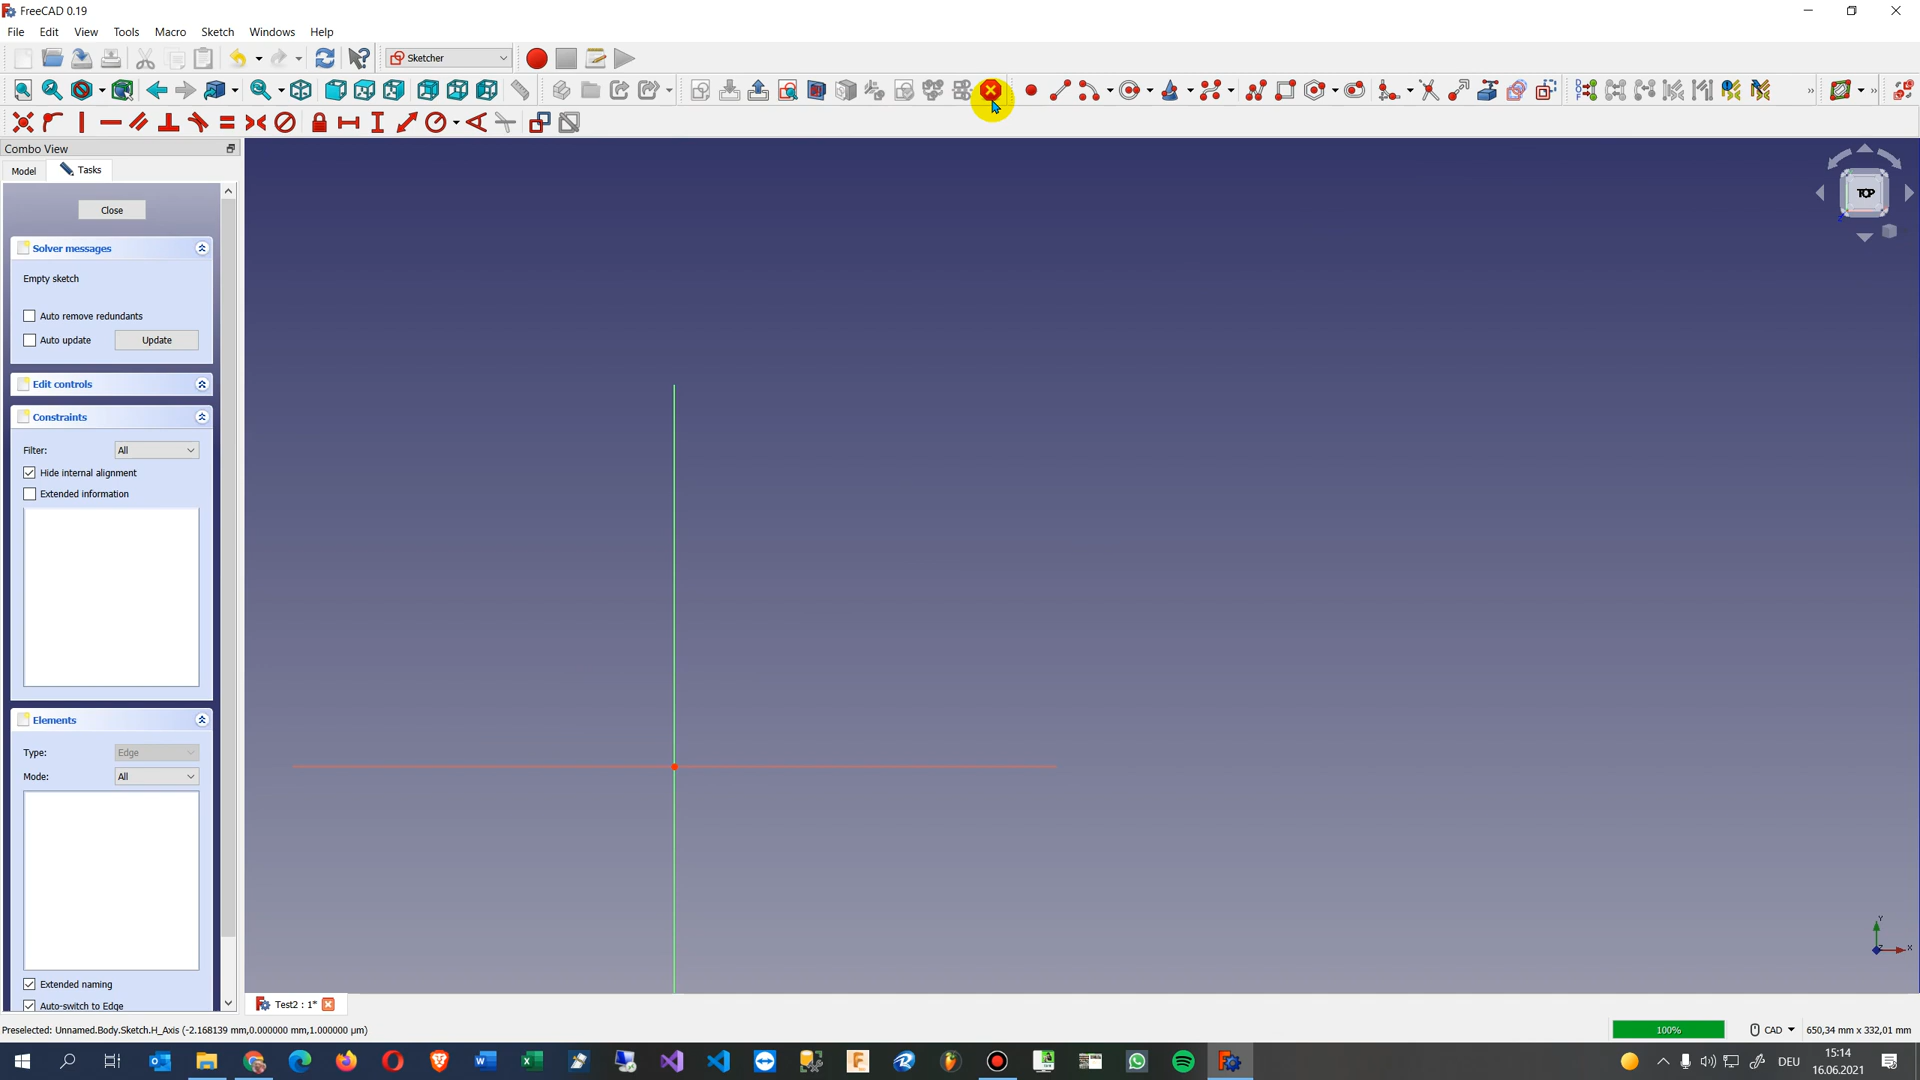 FreeCAD 0.19
File Edit View Tools Macro Sketch Windows Help
Sketcher
Combo View
Model Tasks
TOP
Close
Solver messages
Empty sketch
Auto remove redundants
Auto update Update
Edit controls
Constraints
Filter: All
Hide internal alignment
Extended information
Elements
Type: Edge
Mode: All
Extended naming
Auto-switch to Edge
Y
X
Z
Test2 : 1*
Preselected: Unnamed.Body.Sketch.H_Axis (-2.168139 mm,0.000000 mm,1.000000 µm)
100% CAD 650,34 mm x 332,01 mm
DEU
15:14
16.06.2021